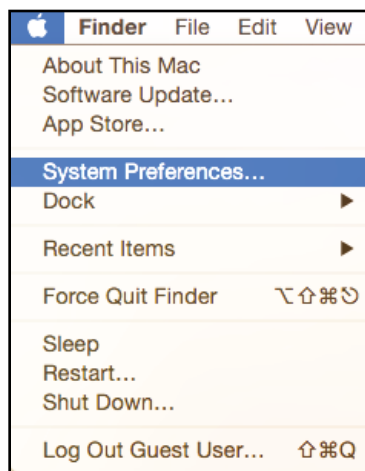 Finder File Edit View
About This Mac
Software Update...
App Store...
System Preferences...
Dock ▶
Recent Items ▶
Force Quit Finder ⌥⇧⌘⎋
Sleep
Restart...
Shut Down...
Log Out Guest User... ⇧⌘Q